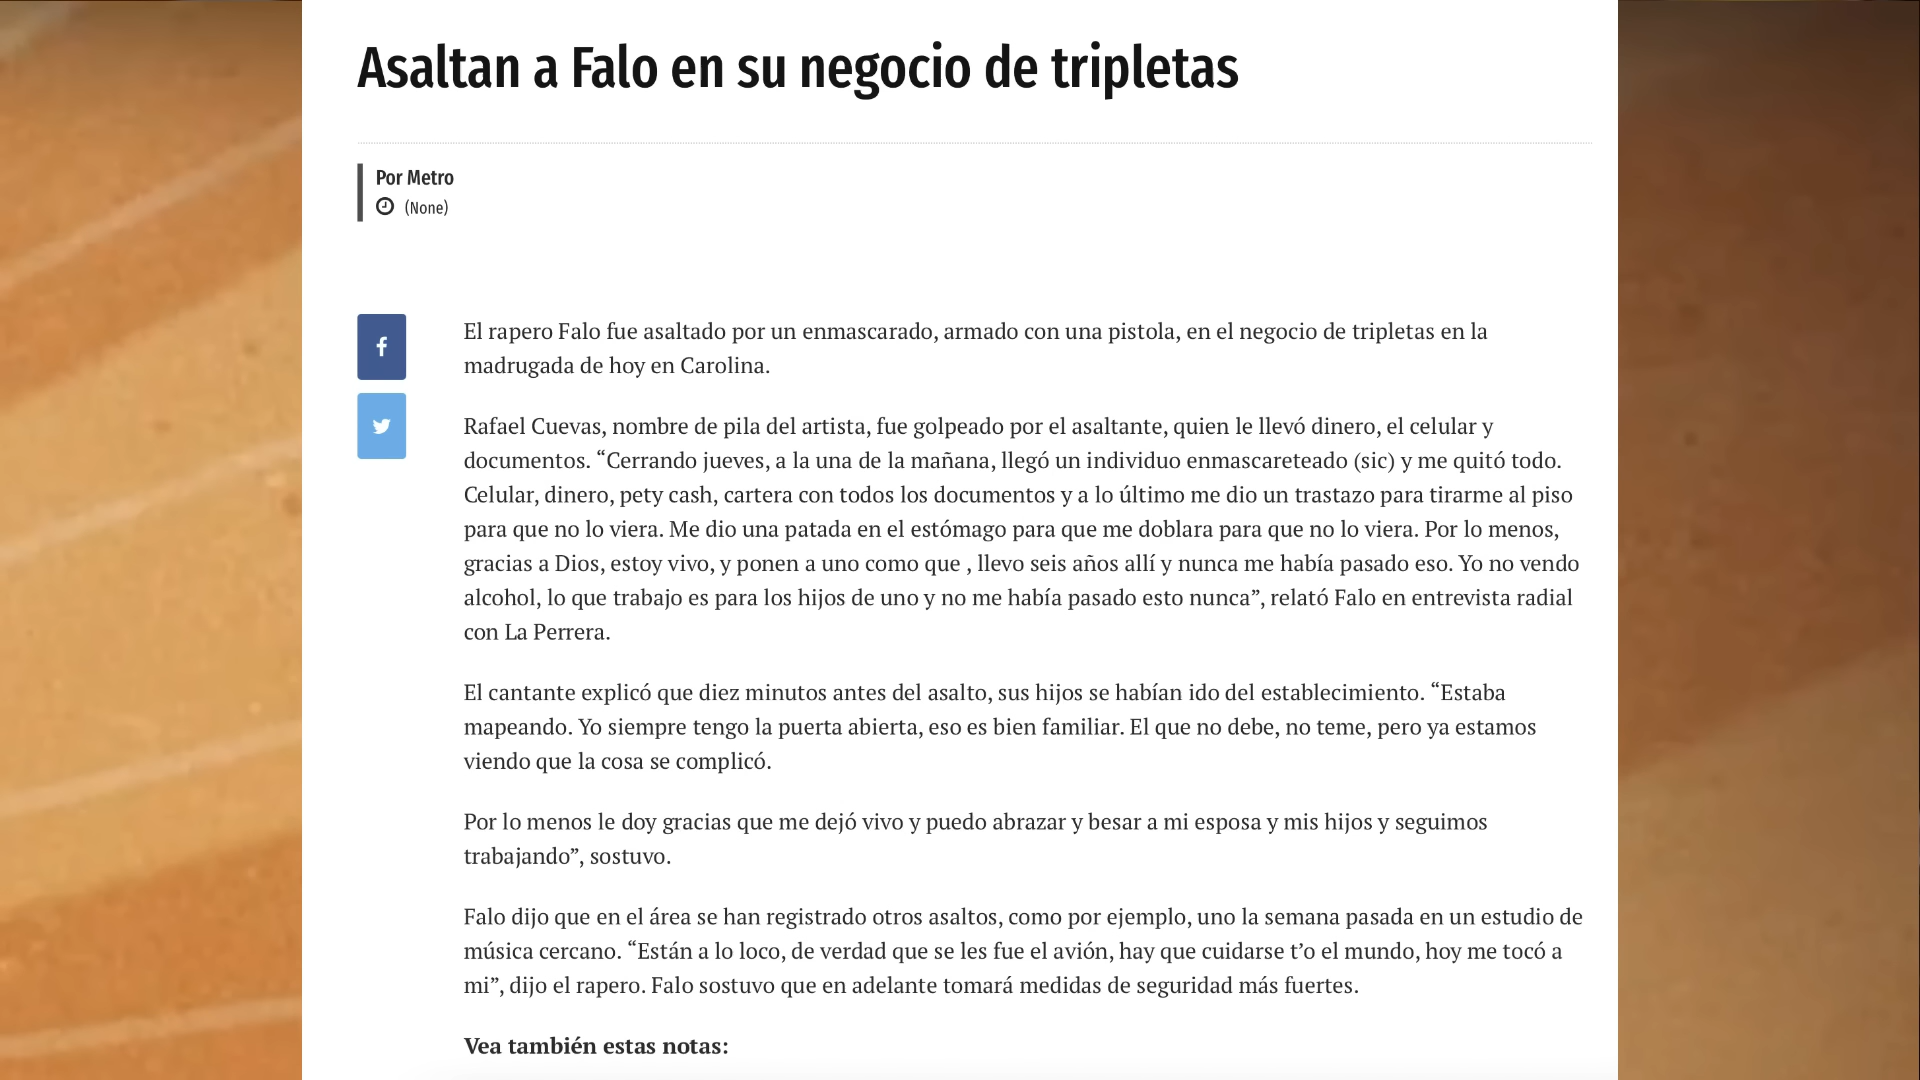 Asaltan a Falo en su negocio de tripletas
Por Metro
(None)
El rapero Falo fue asaltado por un enmascarado, armado con una pistola, en el negocio de tripletas en la
madrugada de hoy en Carolina.
Rafael Cuevas, nombre de pila del artista, fue golpeado por el asaltante, quien le llevó dinero, el celular y
documentos. “Cerrando jueves, a la una de la mañana, llegó un individuo enmascareteado (sic) y me quitó todo.
Celular, dinero, pety cash, cartera con todos los documentos y a lo último me dio un trastazo para tirarme al piso
para que no lo viera. Me dio una patada en el estómago para que me doblara para que no lo viera. Por lo menos,
gracias a Dios, estoy vivo, y ponen a uno como que , llevo seis años allí y nunca me había pasado eso. Yo no vendo
alcohol, lo que trabajo es para los hijos de uno y no me había pasado esto nunca”, relató Falo en entrevista radial
con La Perrera.
El cantante explicó que diez minutos antes del asalto, sus hijos se habían ido del establecimiento. “Estaba
mapeando. Yo siempre tengo la puerta abierta, eso es bien familiar. El que no debe, no teme, pero ya estamos
viendo que la cosa se complicó.
Por lo menos le doy gracias que me dejó vivo y puedo abrazar y besar a mi esposa y mis hijos y seguimos
trabajando”, sostuvo.
Falo dijo que en el área se han registrado otros asaltos, como por ejemplo, uno la semana pasada en un estudio de
música cercano. “Están a lo loco, de verdad que se les fue el avión, hay que cuidarse t’o el mundo, hoy me tocó a
mi”, dijo el rapero. Falo sostuvo que en adelante tomará medidas de seguridad más fuertes.
Vea también estas notas: